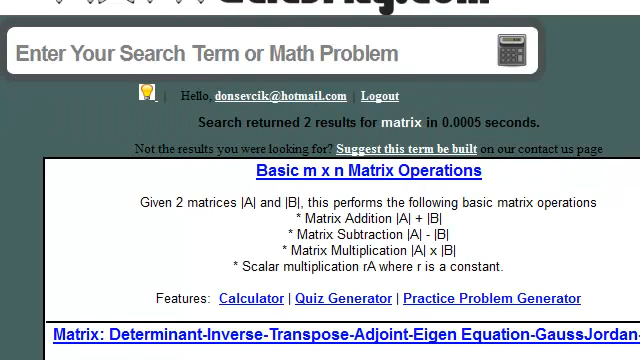 Enter Your Search Term or Math Problem
Hello, donsevcik@hotmail.com | Logout
Search returned 2 results for matrix in 0.0005 seconds.
Not the results you were looking for? Suggest this term be built on our contact us page
Basic m x n Matrix Operations
Given 2 matrices |A| and |B|, this performs the following basic matrix operations
* Matrix Addition |A| + |B|
* Matrix Subtraction |A| - |B|
* Matrix Multiplication |A| x |B|
* Scalar multiplication rA where r is a constant.
Features: Calculator | Quiz Generator | Practice Problem Generator
Matrix: Determinant-Inverse-Transpose-Adjoint-Eigen Equation-GaussJordan-